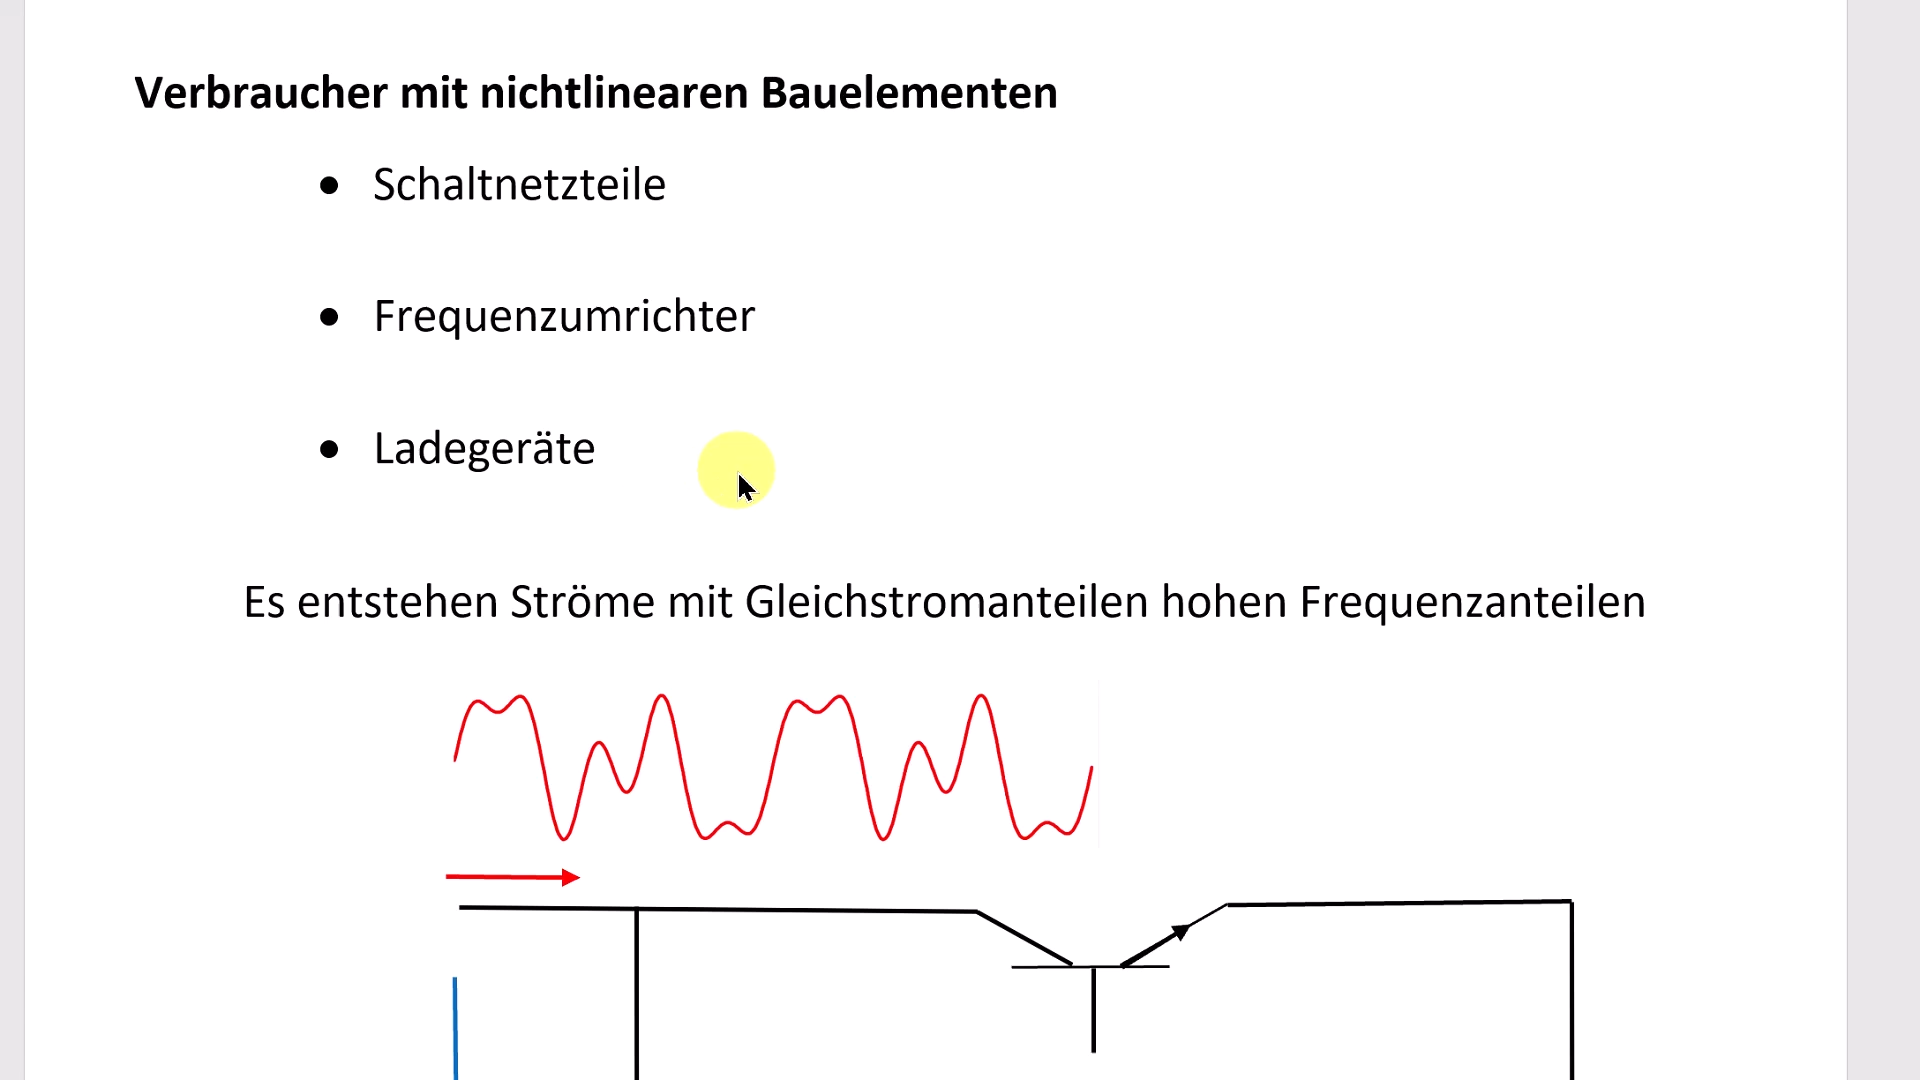 Verbraucher mit nichtlinearen Bauelementen
• Schaltnetzteile
• Frequenzumrichter
• Ladegeräte
Es entstehen Ströme mit Gleichstromanteilen hohen Frequenzanteilen